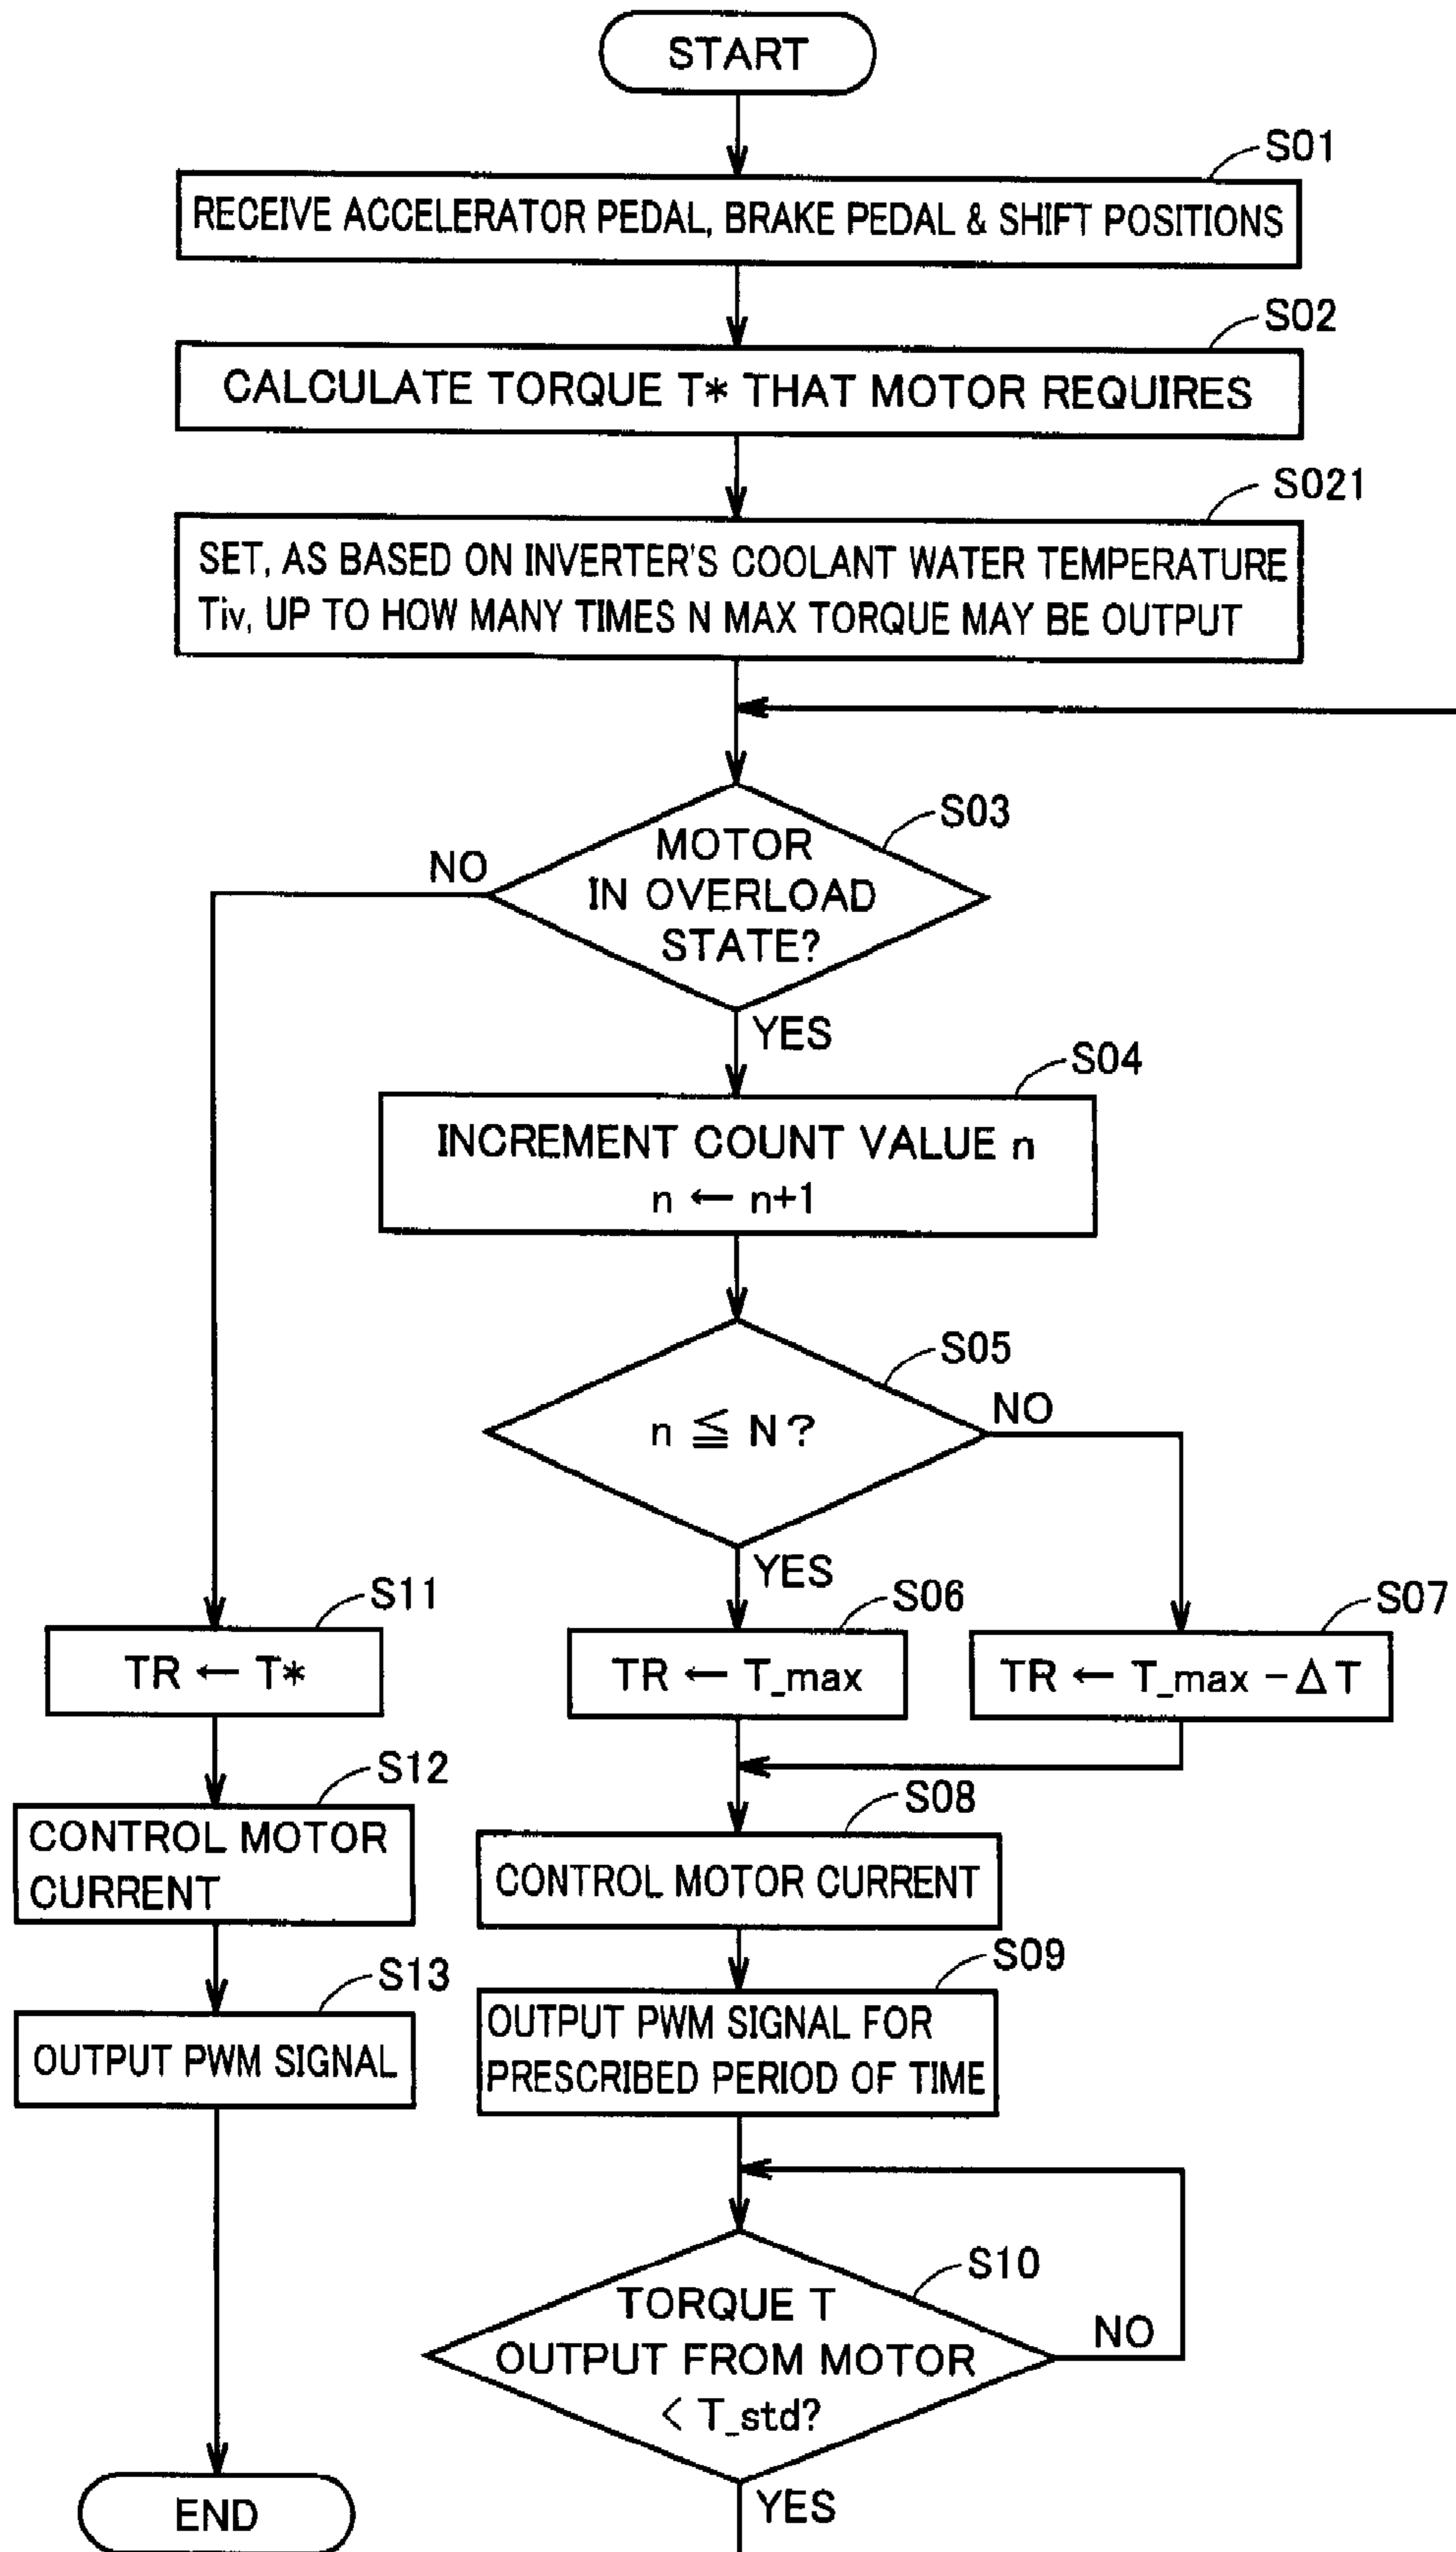 START
S01
RECEIVE ACCELERATOR PEDAL, BRAKE PEDAL & SHIFT POSITIONS
S02
CALCULATE TORQUE T* THAT MOTOR REQUIRES
S021
SET, AS BASED ON INVERTER'S COOLANT WATER TEMPERATURE
Tiv, UP TO HOW MANY TIMES N MAX TORQUE MAY BE OUTPUT
S03
MOTOR
IN OVERLOAD
STATE?
NO
YES
S04
INCREMENT COUNT VALUE n
n ← n+1
S05
n ≦ N ?
NO
YES
S11
TR ← T*
S06
TR ← T_max
S07
TR ← T_max −ΔT
S12
CONTROL MOTOR
CURRENT
S08
CONTROL MOTOR CURRENT
S13
OUTPUT PWM SIGNAL
S09
OUTPUT PWM SIGNAL FOR
PRESCRIBED PERIOD OF TIME
S10
TORQUE T
OUTPUT FROM MOTOR
< T_std?
NO
YES
END